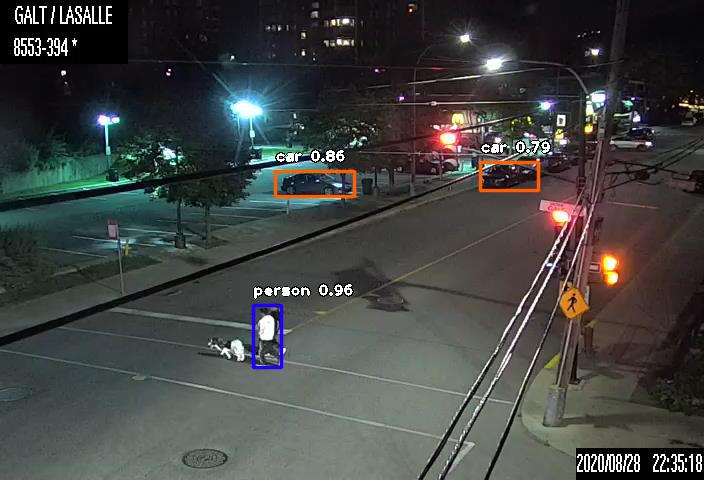 GALT / LASALLE
8553-394 *
car 0.86
car 0.79
person 0.96
2020/08/28 22:35:18